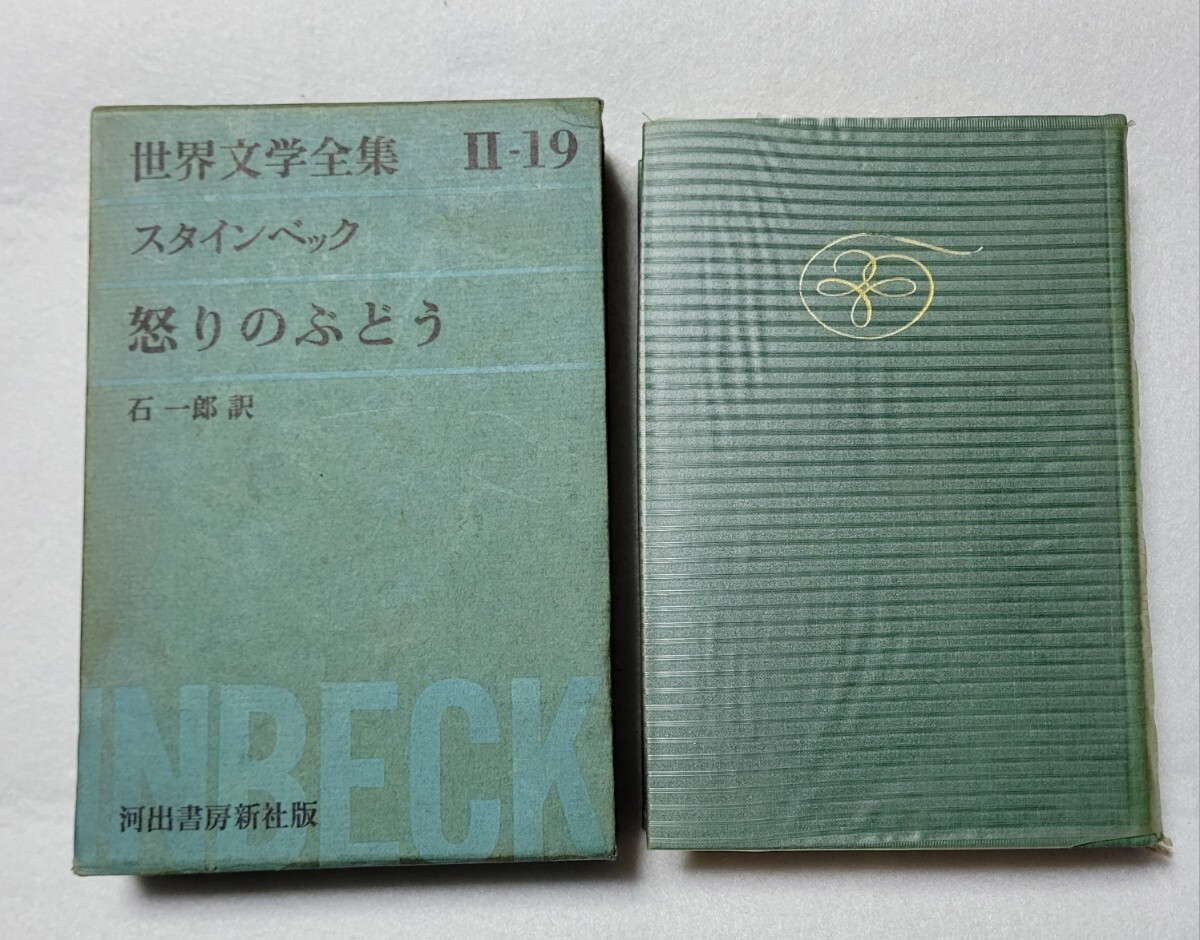 世界文学全集 II-19
スタインベック
怒りのぶどう
石 一郎 訳
INBECK
河出書房新社版